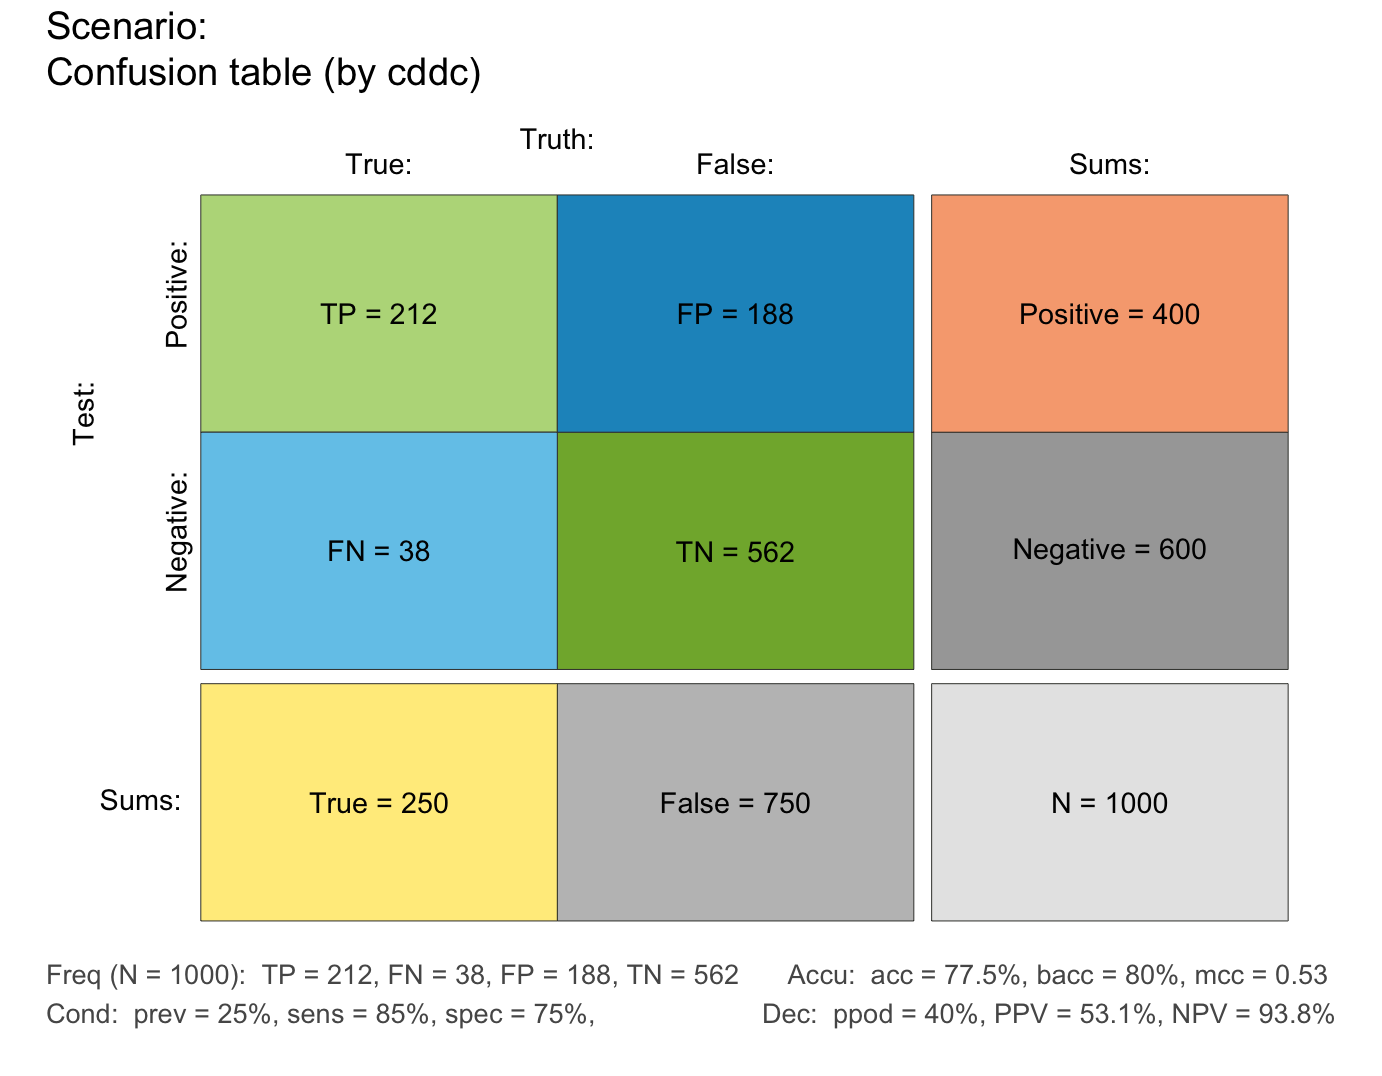 Scenario:
Confusion table (by cddc)
Truth:
True:
False:
Sums:
Test:
Positive:
TP = 212
FP = 188
Positive = 400
Negative:
FN = 38
TN = 562
Negative = 600
Sums:
True = 250
False = 750
N = 1000
Freq (N = 1000):  TP = 212, FN = 38, FP = 188, TN = 562
Accu:  acc = 77.5%, bacc = 80%, mcc = 0.53
Cond:  prev = 25%, sens = 85%, spec = 75%,
Dec:  ppod = 40%, PPV = 53.1%, NPV = 93.8%